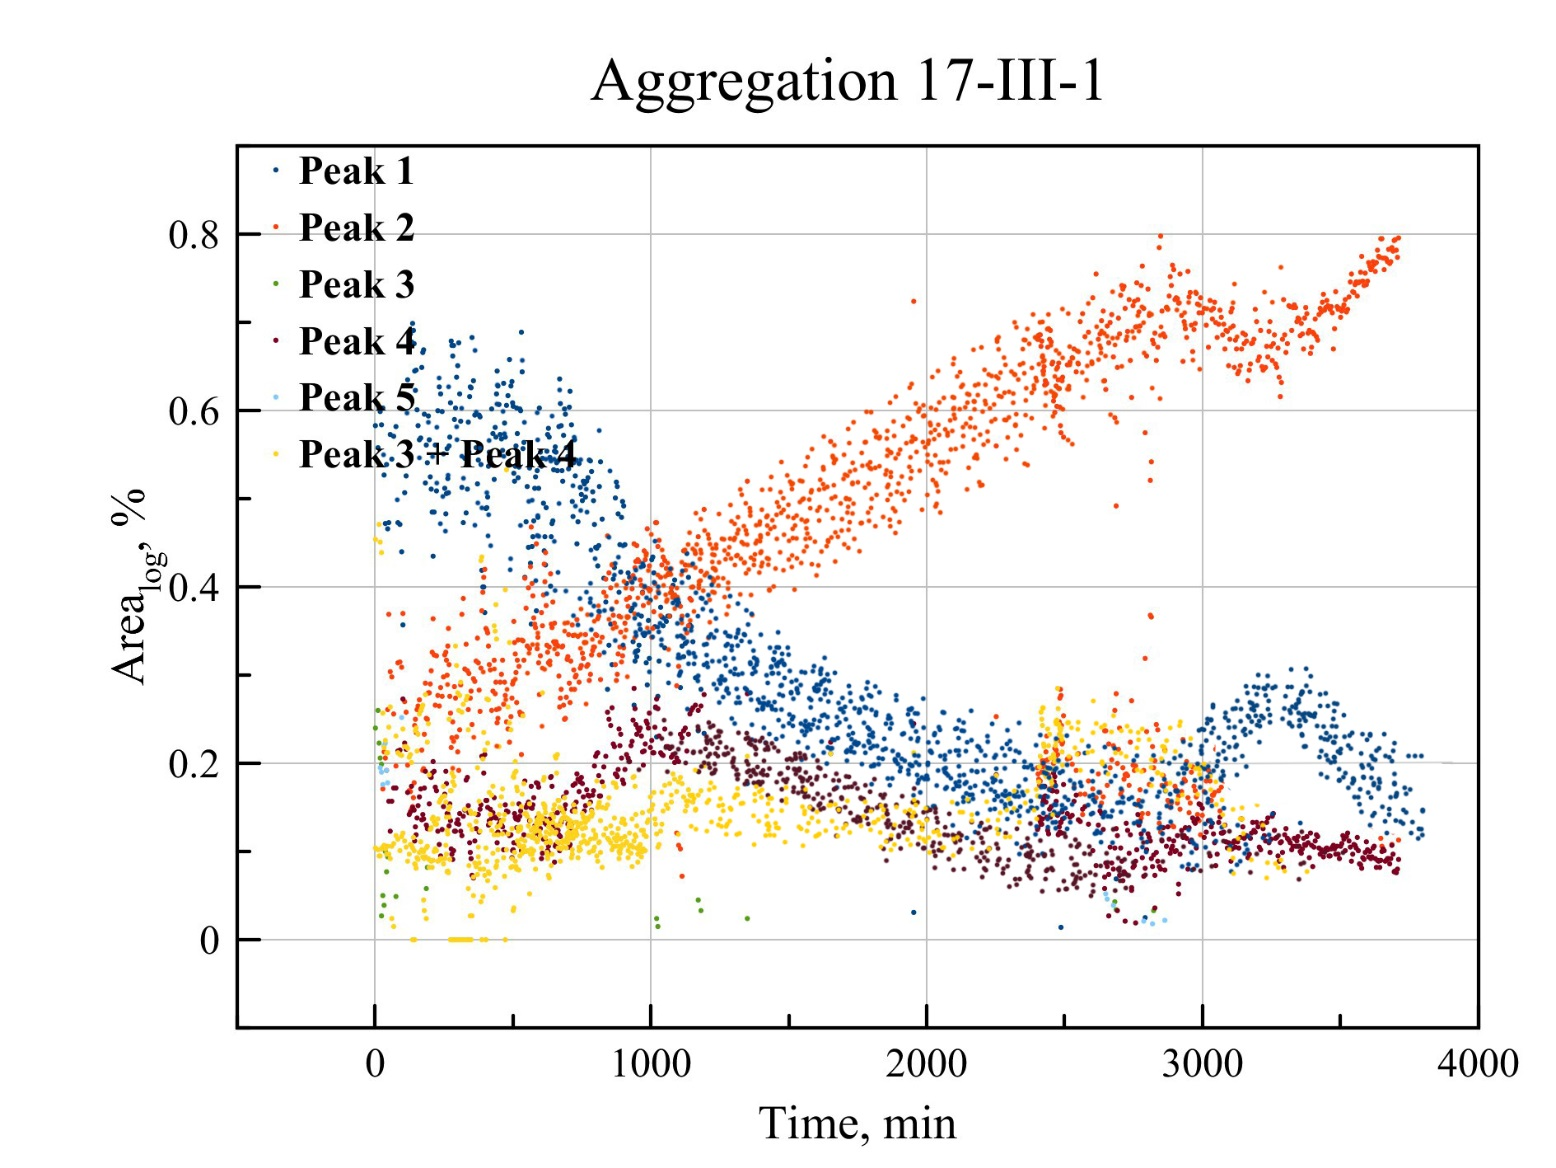 Aggregation 17-III-1
Peak 1
Peak 2
Peak 3
Peak 4
Peak 5
Peak 3 + Peak 4
Area_log, %
0.8
0.6
0.4
0.2
0
0 1000 2000 3000 4000
Time, min